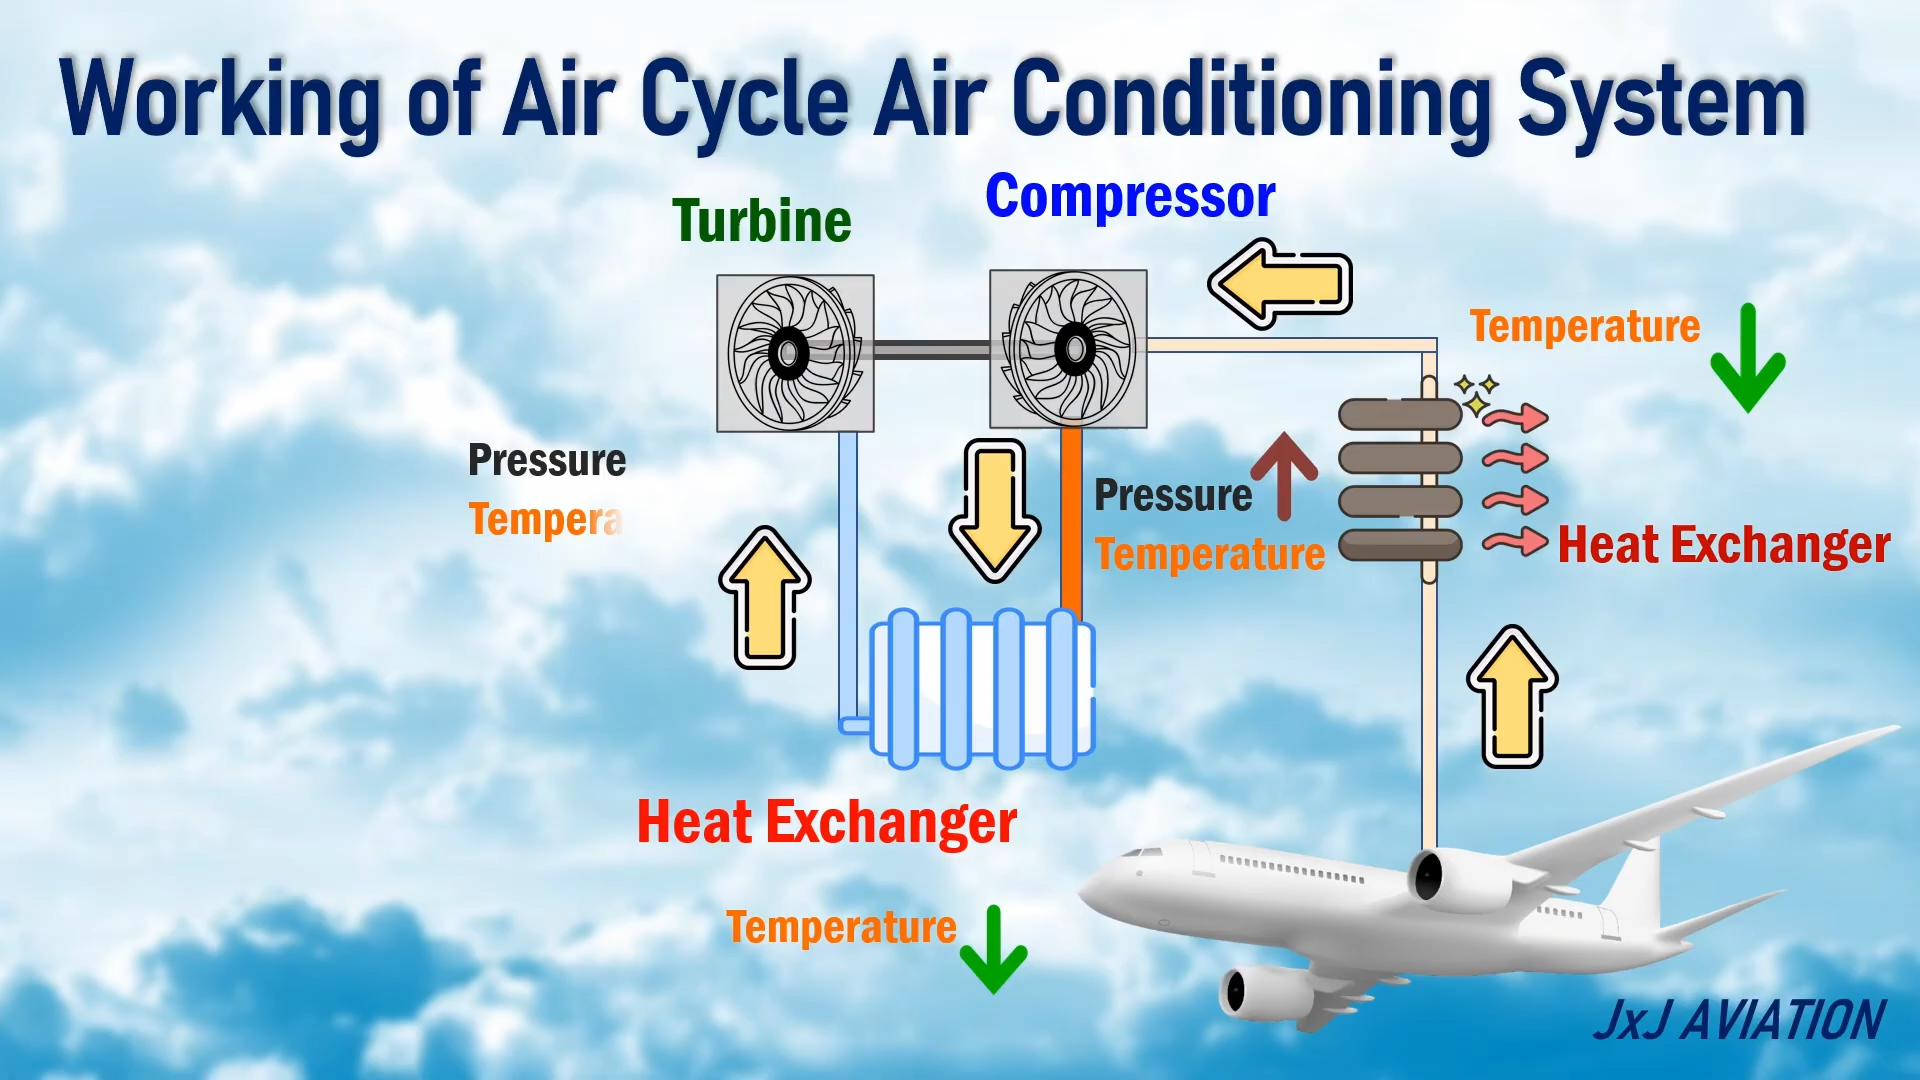 Working of Air Cycle Air Conditioning System
Turbine
Compressor
Temperature
Pressure
Pressure
Temperature
Heat Exchanger
Heat Exchanger
Temperature
JxJ AVIATION